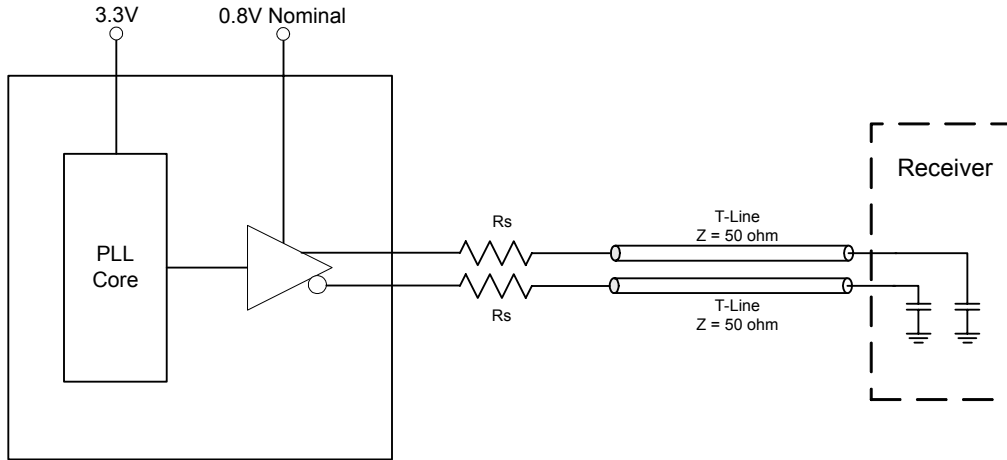 3.3V
0.8V Nominal
Receiver
PLL
Core
Rs
T-Line
Z = 50 ohm
Rs
T-Line
Z = 50 ohm